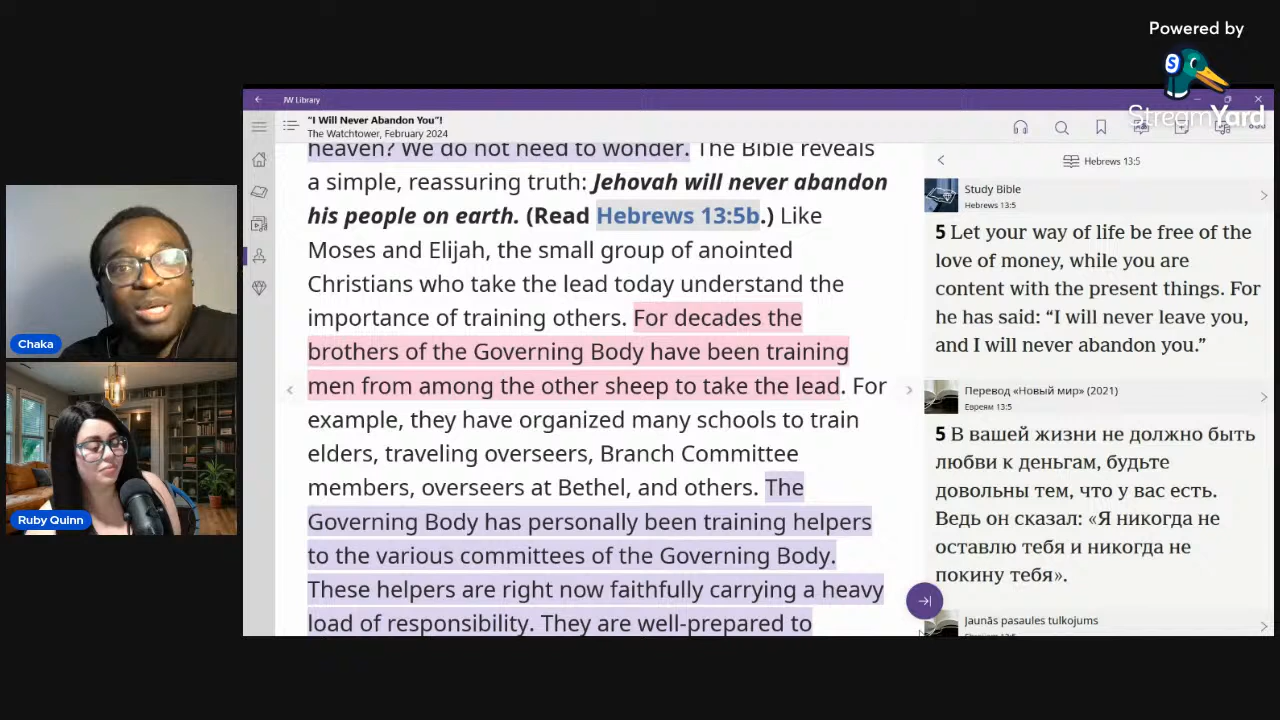 Powered by
S
StreamYard
JW Library
"I Will Never Abandon You"!
The Watchtower, February 2024
heaven? We do not need to wonder. The Bible reveals
a simple, reassuring truth: Jehovah will never abandon
his people on earth. (Read Hebrews 13:5b.) Like
Moses and Elijah, the small group of anointed
Christians who take the lead today understand the
importance of training others. For decades the
brothers of the Governing Body have been training
men from among the other sheep to take the lead. For
example, they have organized many schools to train
elders, traveling overseers, Branch Committee
members, overseers at Bethel, and others. The
Governing Body has personally been training helpers
to the various committees of the Governing Body.
These helpers are right now faithfully carrying a heavy
load of responsibility. They are well-prepared to
Hebrews 13:5
Study Bible
Hebrews 13:5
5 Let your way of life be free of the
love of money, while you are
content with the present things. For
he has said: “I will never leave you,
and I will never abandon you.”
Перевод «Новый мир» (2021)
Евреям 13:5
5 В вашей жизни не должно быть
любви к деньгам, будьте
довольны тем, что у вас есть.
Ведь он сказал: «Я никогда не
оставлю тебя и никогда не
покину тебя».
Jaunās pasaules tulkojums
Chaka
Ruby Quinn